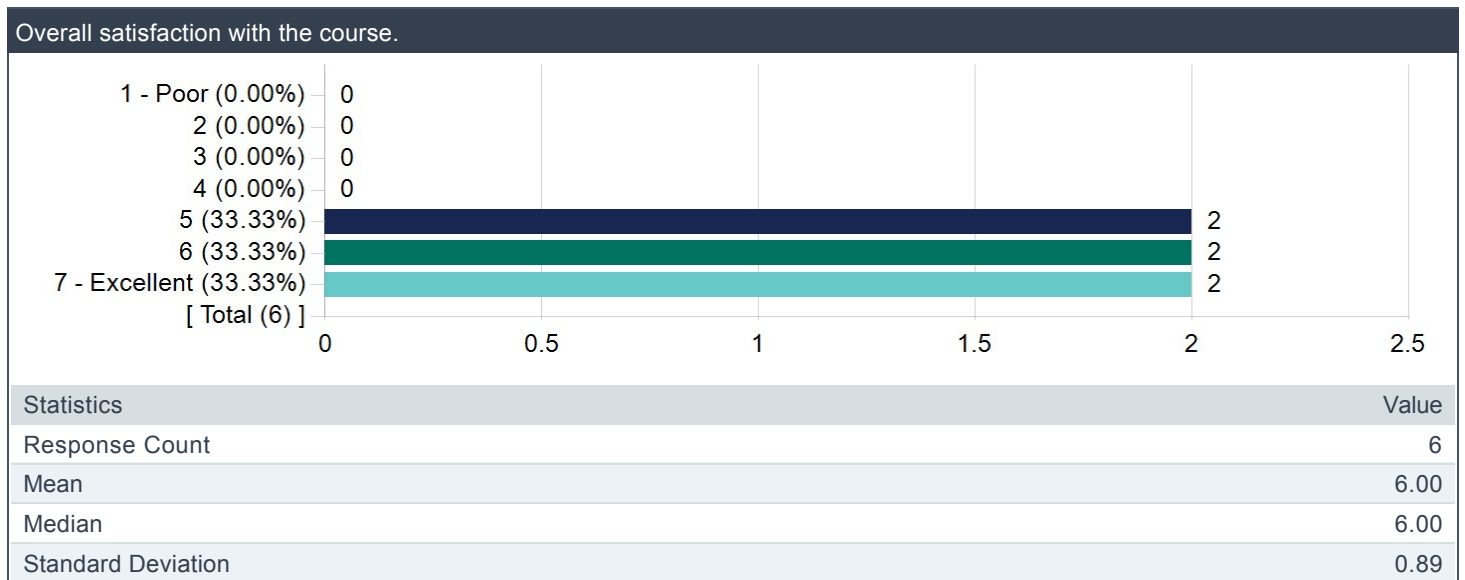 Overall satisfaction with the course.
1 - Poor (0.00%) 0
2 (0.00%) 0
3 (0.00%) 0
4 (0.00%) 0
5 (33.33%) 2
6 (33.33%) 2
7 - Excellent (33.33%) 2
[ Total (6) ]
0 0.5 1 1.5 2 2.5
Statistics Value
Response Count 6
Mean 6.00
Median 6.00
Standard Deviation 0.89